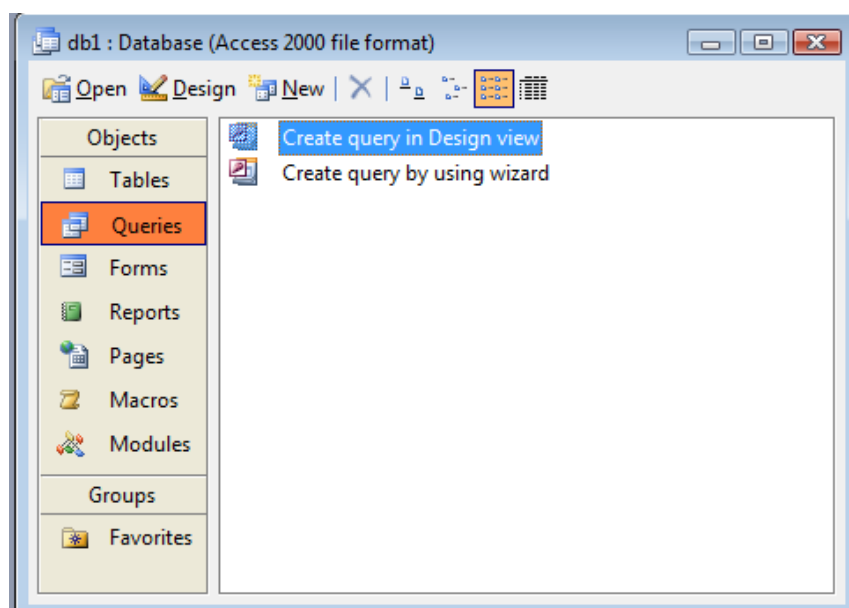 db1 : Database (Access 2000 file format)
Open Design New
Objects
Tables
Queries
Forms
Reports
Pages
Macros
Modules
Groups
Favorites
Create query in Design view
Create query by using wizard